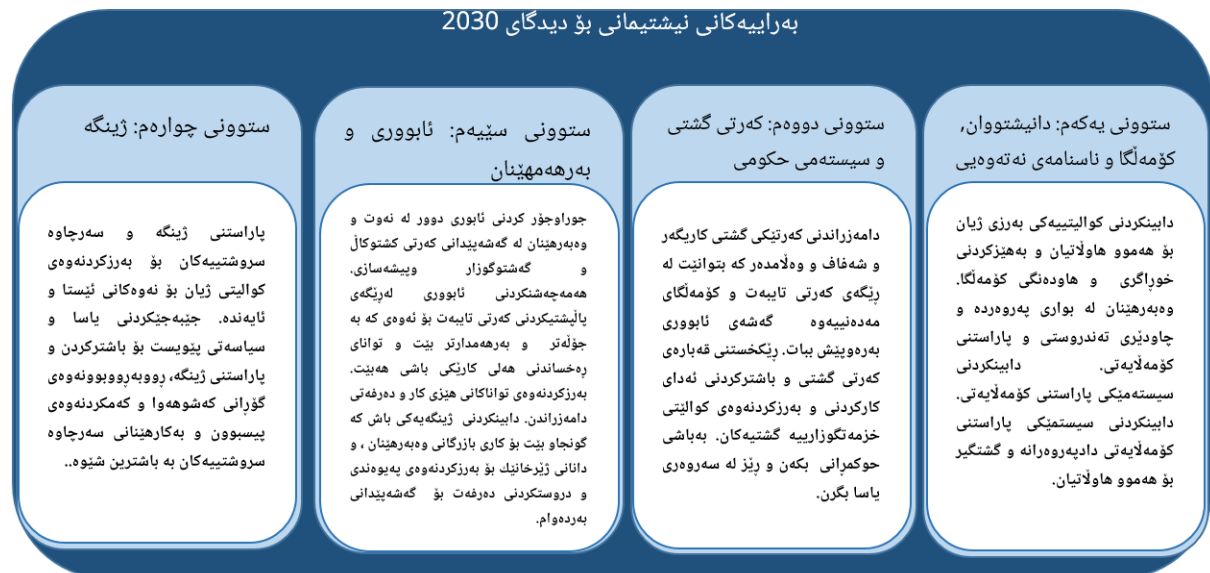 بەراییەکانی نیشتیمانی بۆ دیدگای 2030
ستوونی یەکەم: دانیشتووان,
کۆمەڵگا و ناسنامەی نەتەوەیی
دابینکردنی کوالیتییەکی بەرزی ژیان
بۆ هەموو هاوڵاتیان و بەهێزکردنی
خوڕاگری و هاودەنگی کۆمەڵگا.
وەبەرهێنان لە بواری پەروەردە و
چاودێری تەندروستی و پاراستنی
کۆمەڵایەتی. دابینکردنی
سیستەمێکی پاراستنی کۆمەڵایەتی.
دابینکردنی سیستمێکی پاراستنی
کۆمەڵایەتی دادپەروەرانە و گشتگیر
بۆ هەموو هاوڵاتیان.
ستوونی دووەم: کەرتی گشتی
و سیستەمی حکومی
دامەزراندنی کەرتێکی گشتی کاریگەر
و شەفاف و وەڵامدەر کە بتوانێت لە
ڕێگەی کەرتی تایبەت و کۆمەڵگای
مەدەنییەوە گەشەی ئابووری
بەرەوپێش ببات. ڕێکخستنی قەبارەی
کەرتی گشتی و باشترکردنی ئەدای
کارکردنی و بەرزکردنەوەی کوالێتی
خزمەتگوزارییە گشتیەکان. بەباشی
حوکمڕانی بکەن و ڕێز لە سەروەری
یاسا بگرن.
ستوونی سێیەم: ئابووری و
بەرهەمهێنان
جوراوجۆر کردنی ئابوری دوور لە نەوت و
وەبەرهێنان لە گەشەپێدانی کەرتی کشتوکاڵ
و گەشتوگوزار وپیشەسازی.
هەمەچەشنکردنی ئابووری لەڕێگەی
پاڵپشتیکردنی کەرتی تایبەت بۆ ئەوەی کە بە
جۆڵەتر و بەرهەمدارتر بێت و توانای
ڕەخساندنی هەلی کارێکی باشی هەبێت.
بەرزکردنەوەی تواناکانی هێزی کار و دەرفەتی
دامەزراندن. دابینکردنی ژینگەیەکی باش کە
گونجاو بێت بۆ کاری بازرگانی وەبەرهێنان ، و
دانانی ژێرخانێك بۆ بەرزکردنەوەی پەیوەندی
و دروستکردنی دەرفەت بۆ گەشەپێدانی
بەردەوام.
ستوونی چوارەم: ژینگە
پاراستنی ژینگە و سەرچاوە
سروشتییەکان بۆ بەرزکردنەوەی
کوالیتی ژیان بۆ نەوەکانی ئێستا و
ئایەندە. جێبەجێکردنی یاسا و
سیاسەتی پێویست بۆ باشترکردن و
پاراستنی ژینگە، ڕووبەڕووبوونەوەی
گۆڕانی کەشوهەوا و کەمکردنەوەی
پیسبوون و بەکارهێنانی سەرچاوە
سروشتییەکان بە باشترین شێوە..